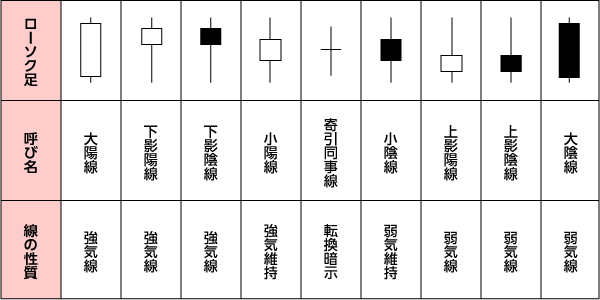 ローソク足
呼び名
大陽線
下影陽線
下影陰線
小陽線
寄引同事線
小陰線
上影陽線
上影陰線
大陰線
線の性質
強気線
強気線
強気線
強気維持
転換暗示
弱気維持
弱気線
弱気線
弱気線